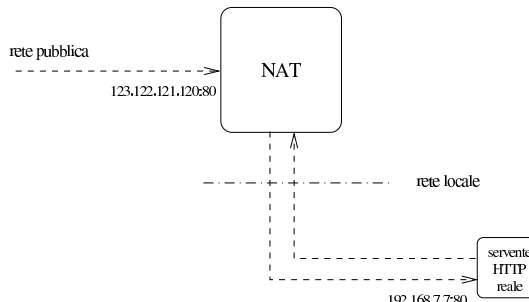 rete pubblica
NAT
123.122.121.120:80
rete locale
servente
HTTP
reale
192.168.7.7:80